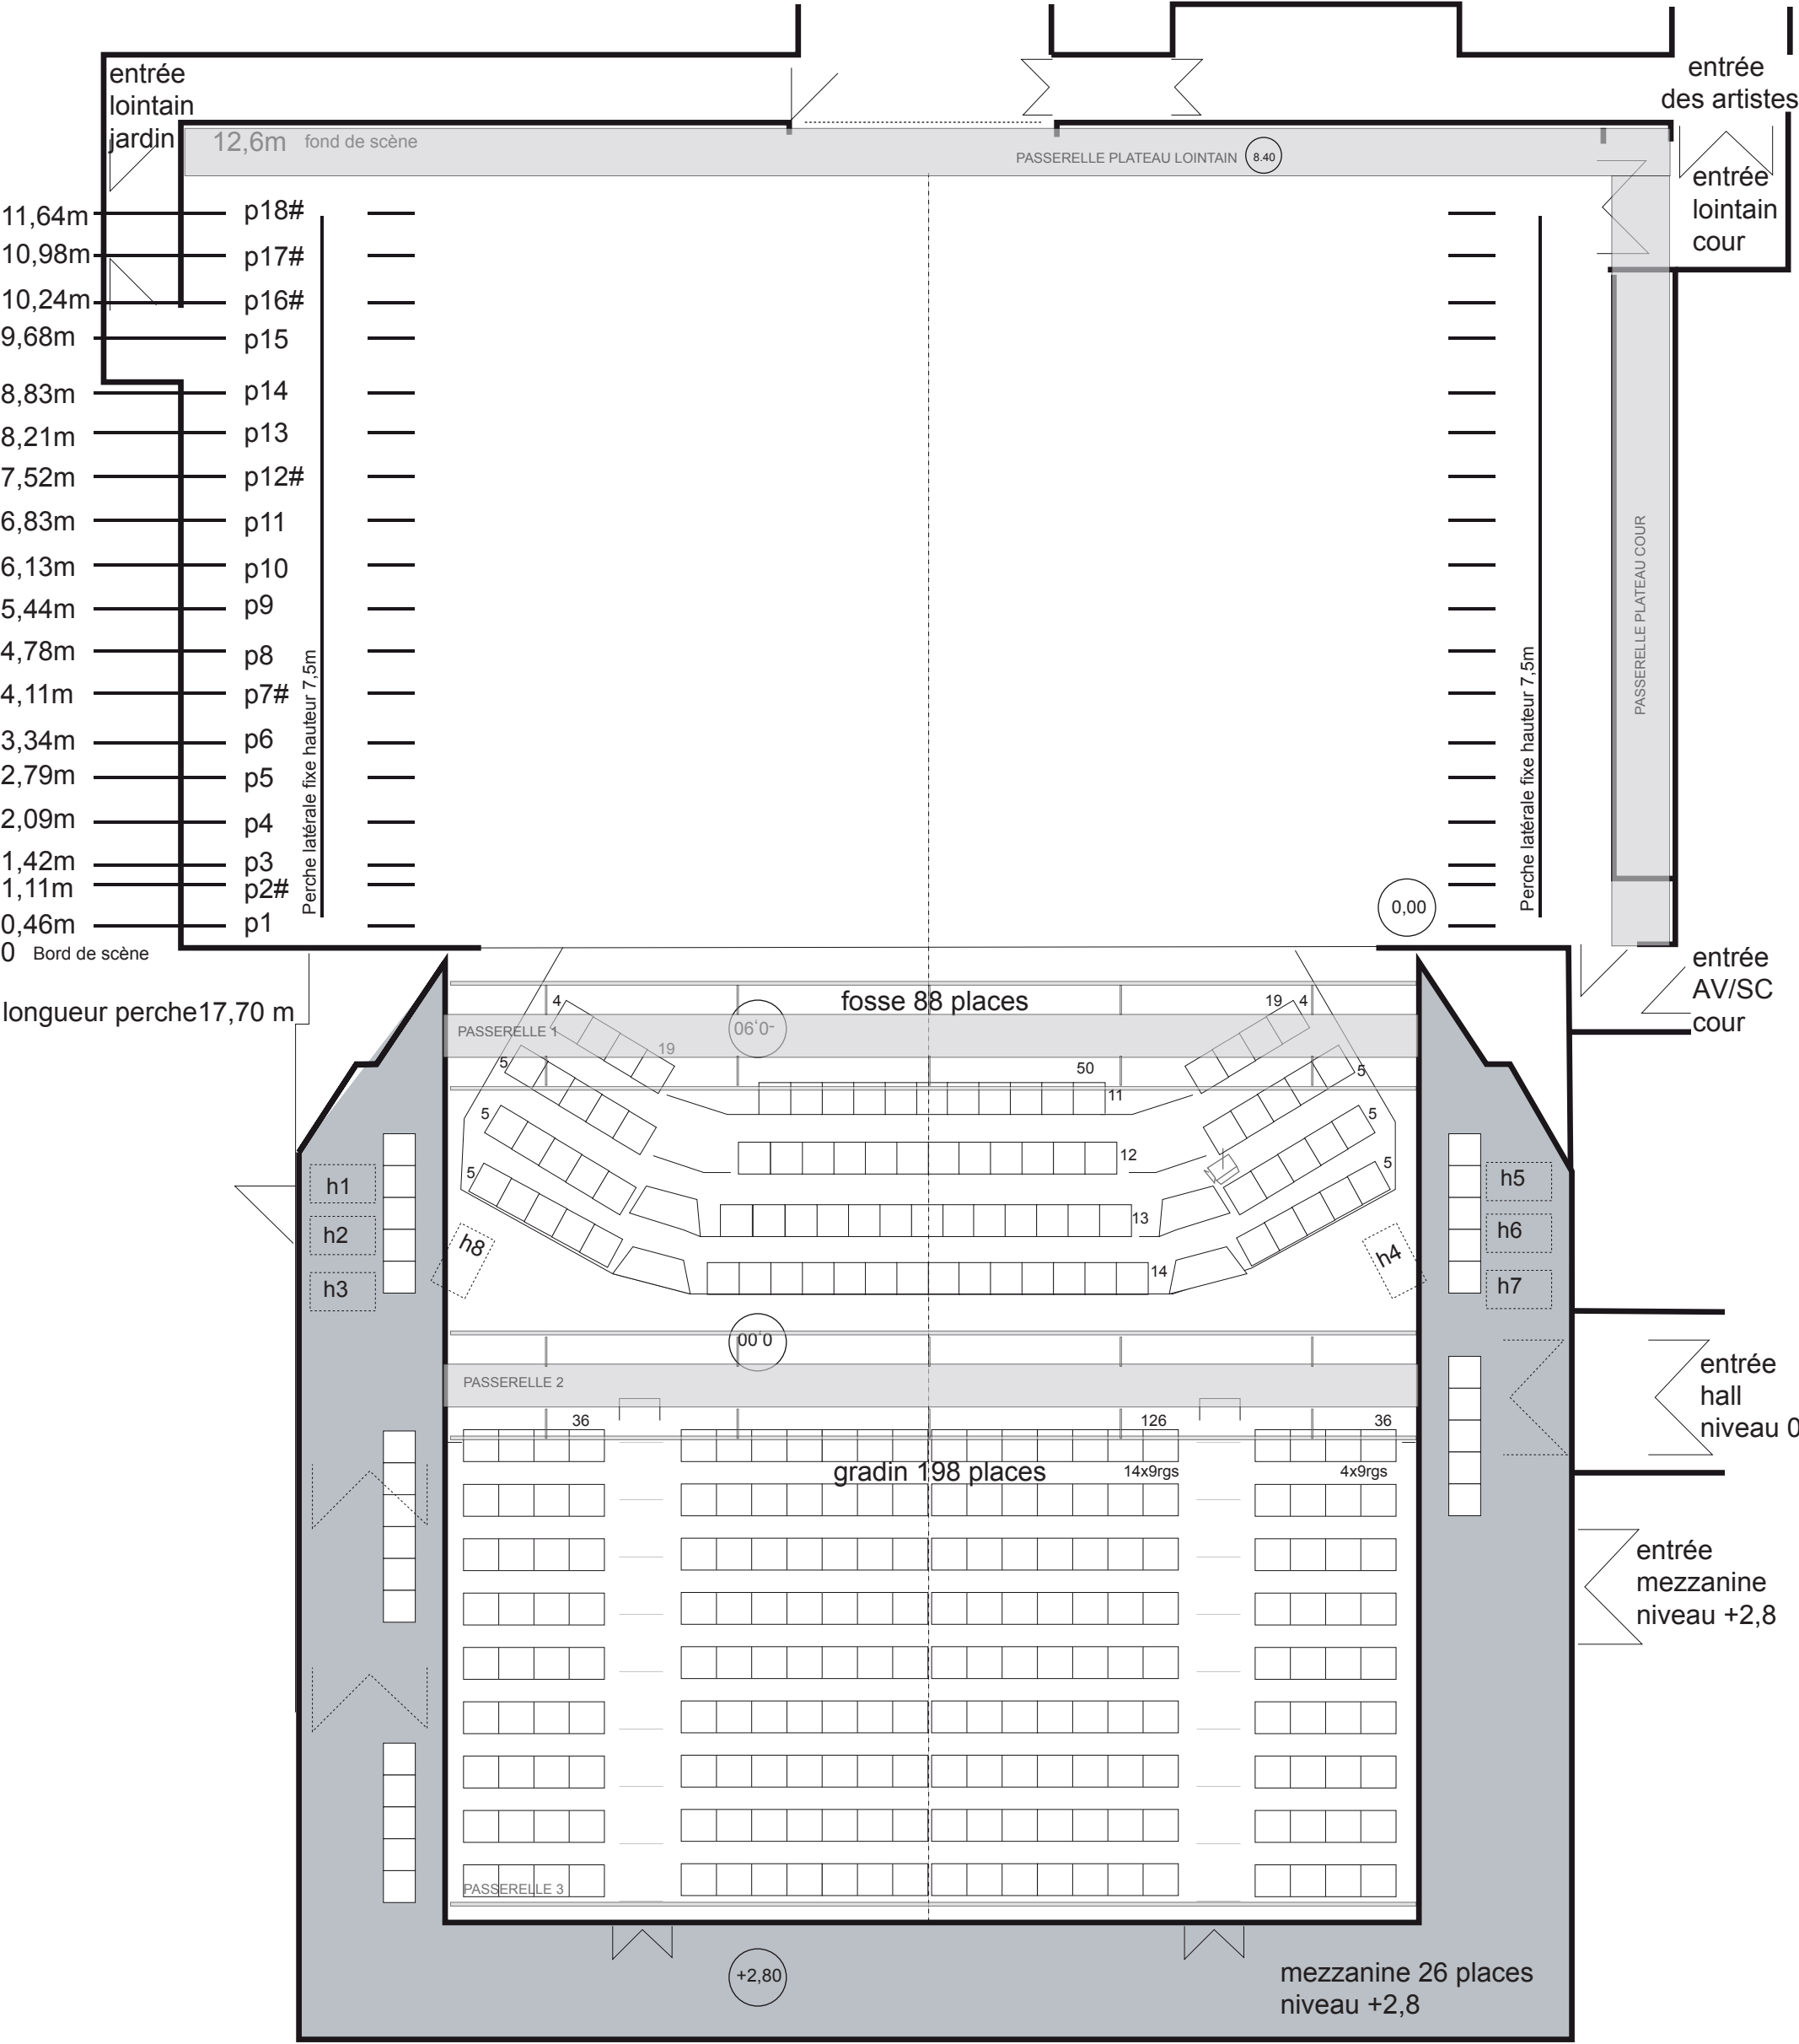 entrée
lointain
jardin
entrée
des artistes
12,6m fond de scène
PASSERELLE PLATEAU LOINTAIN 8.40
entrée
lointain
cour
11,64m p18#
10,98m p17#
10,24m p16#
9,68m p15
8,83m p14
8,21m p13
7,52m p12#
6,83m p11
6,13m p10
5,44m p9
4,78m p8
4,11m p7#
3,34m p6
2,79m p5
2,09m p4
1,42m p3
1,11m p2#
0,46m p1
0 Bord de scène
Perche latérale fixe hauteur 7,5m
Perche latérale fixe hauteur 7,5m
PASSERELLE PLATEAU COUR
0,00
longueur perche17,70 m
entrée
AV/SC
cour
fosse 88 places
4
19 4
PASSERELLE 1
-0,90
19
5
50
5
11
5
5
12
5
5
13
14
h1
h2
h3
h8
h4
h5
h6
h7
0,00
PASSERELLE 2
entrée
hall
niveau 0
36
126
36
gradin 198 places
14x9rgs
4x9rgs
entrée
mezzanine
niveau +2,8
PASSERELLE 3
+2,80
mezzanine 26 places
niveau +2,8